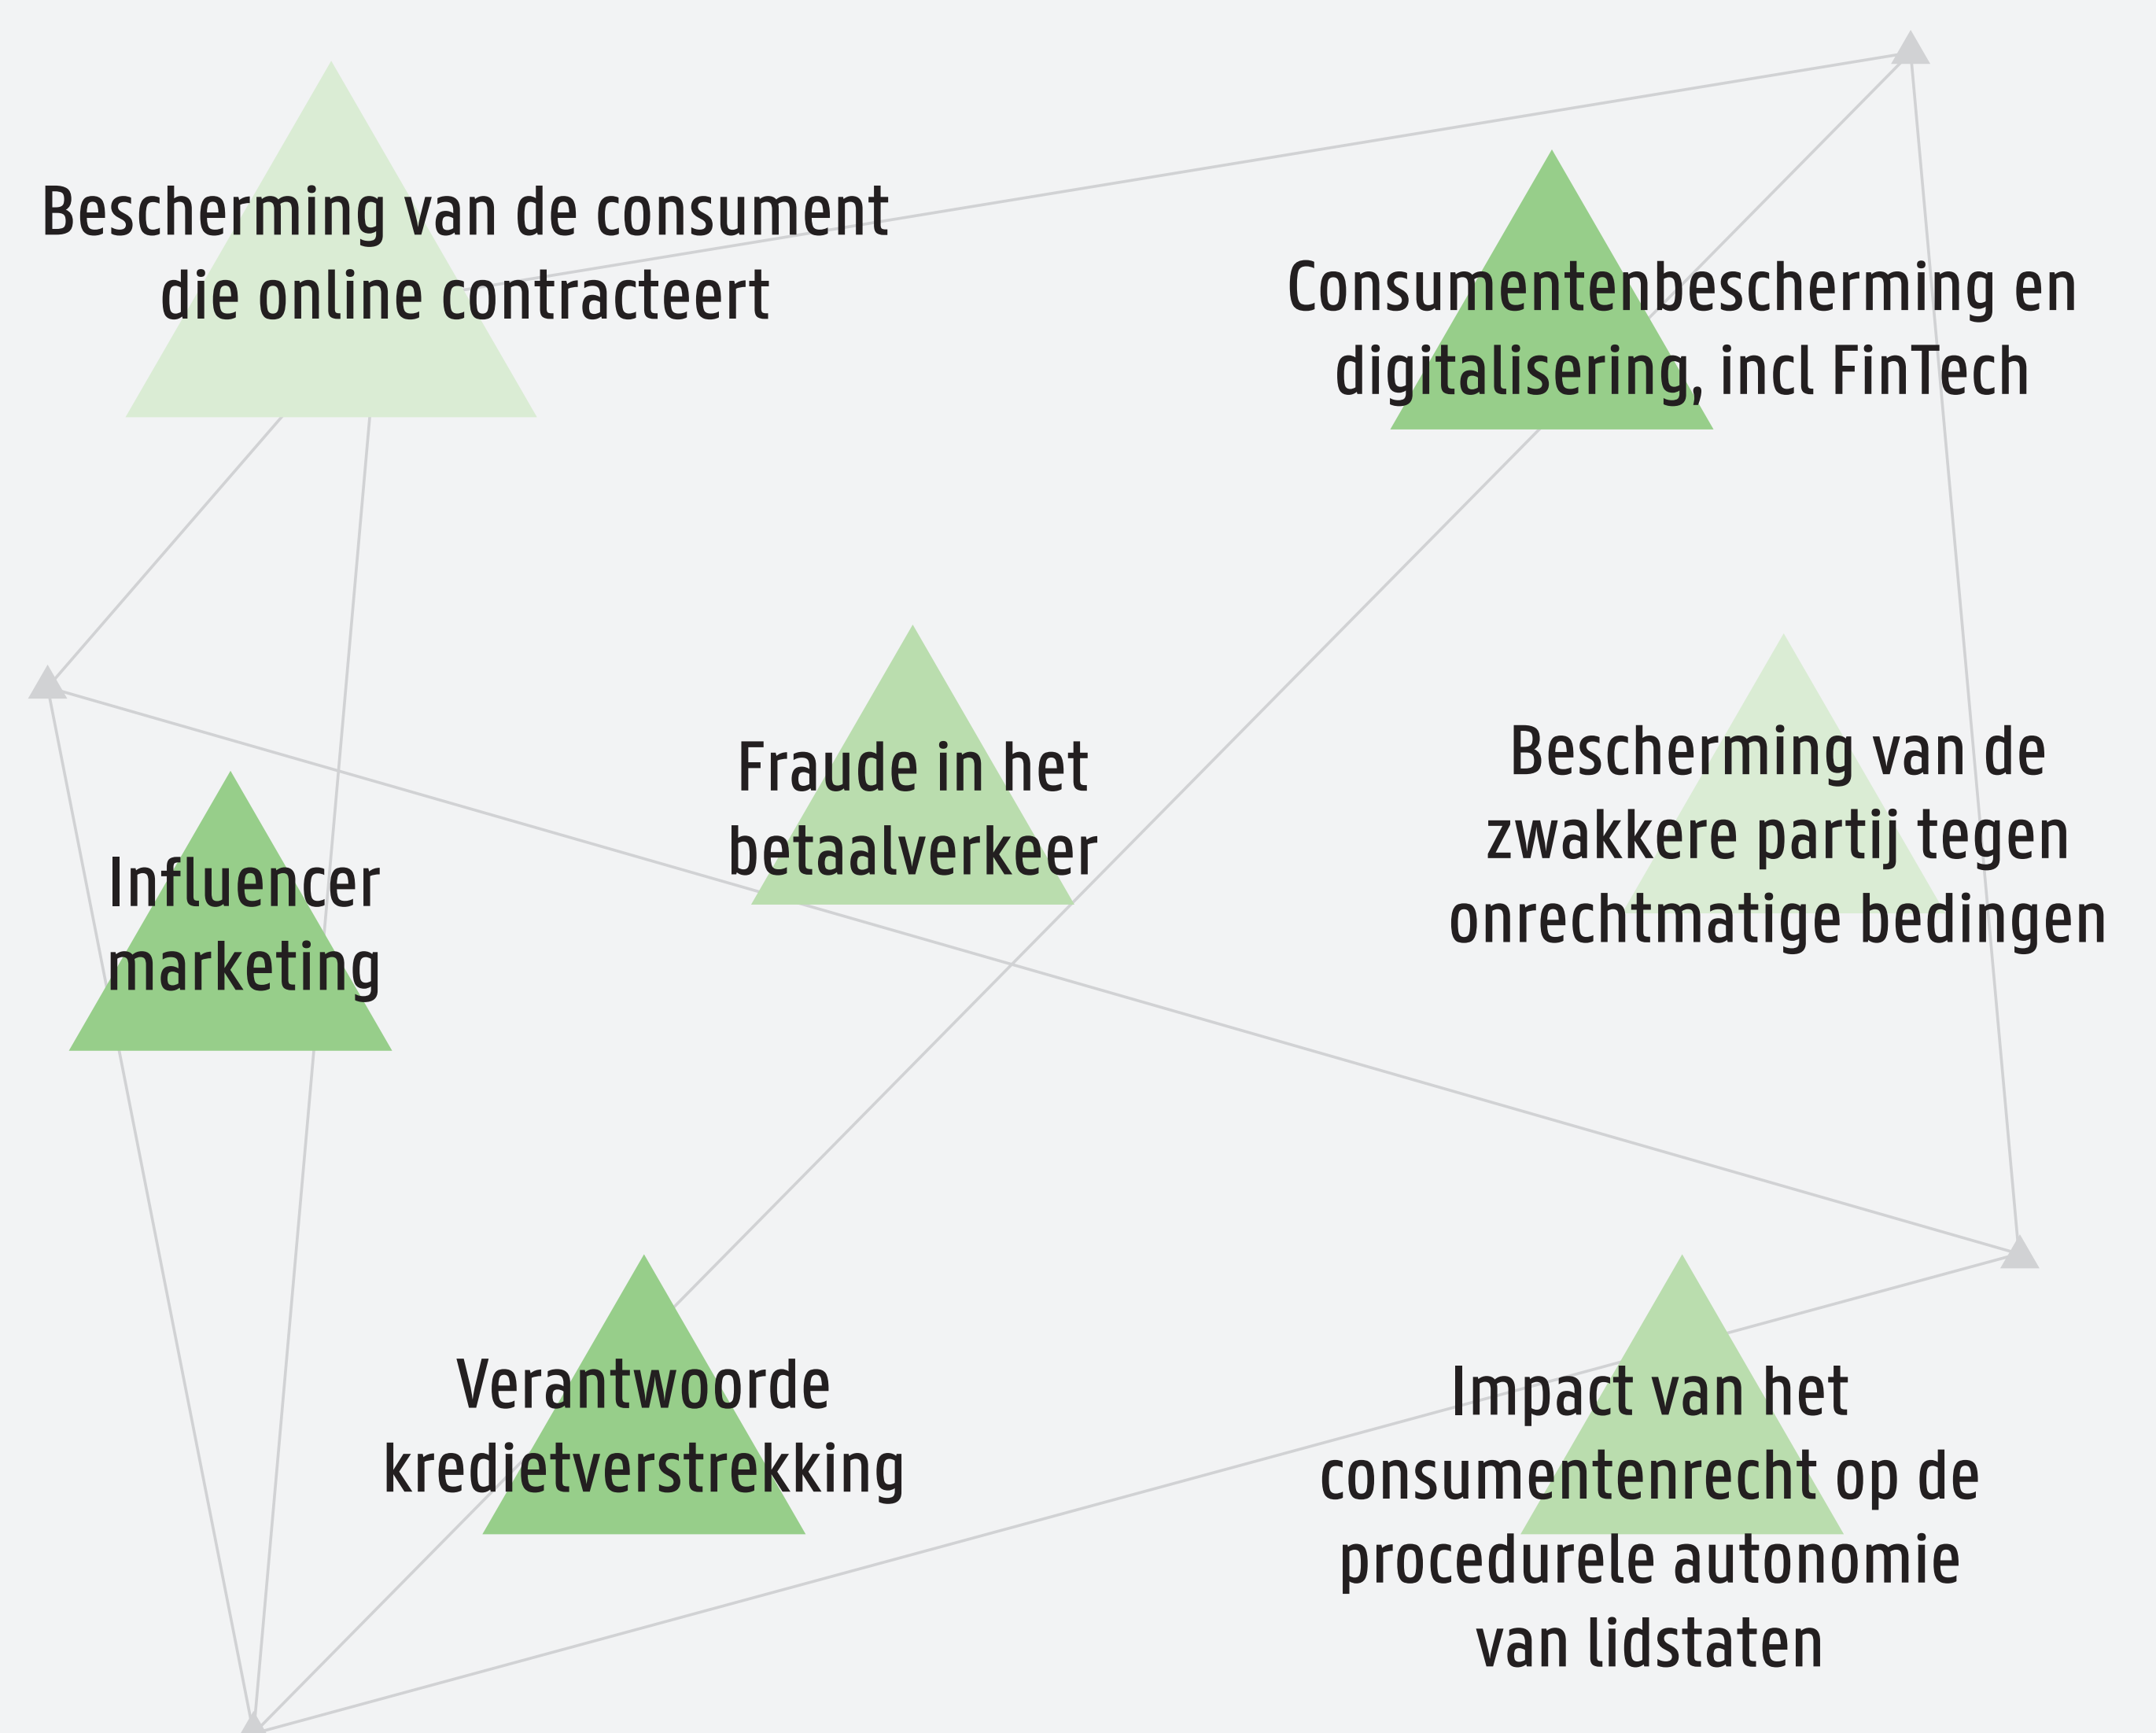 Bescherming van de consument
die online contracteert
Consumentenbescherming en
digitalisering, incl FinTech
Fraude in het
betaalverkeer
Bescherming van de
zwakkere partij tegen
onrechtmatige bedingen
Influencer
marketing
Verantwoorde
kredietverstrekking
Impact van het
consumentenrecht op de
procedurele autonomie
van lidstaten